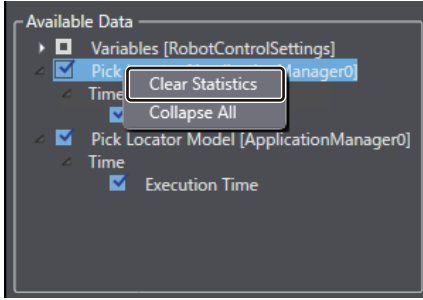 Available Data
Variables [RobotControlSettings]
Pick Manager0]
Clear Statistics
Time
Collapse All
Pick Locator Model [ApplicationManager0]
Time
Execution Time